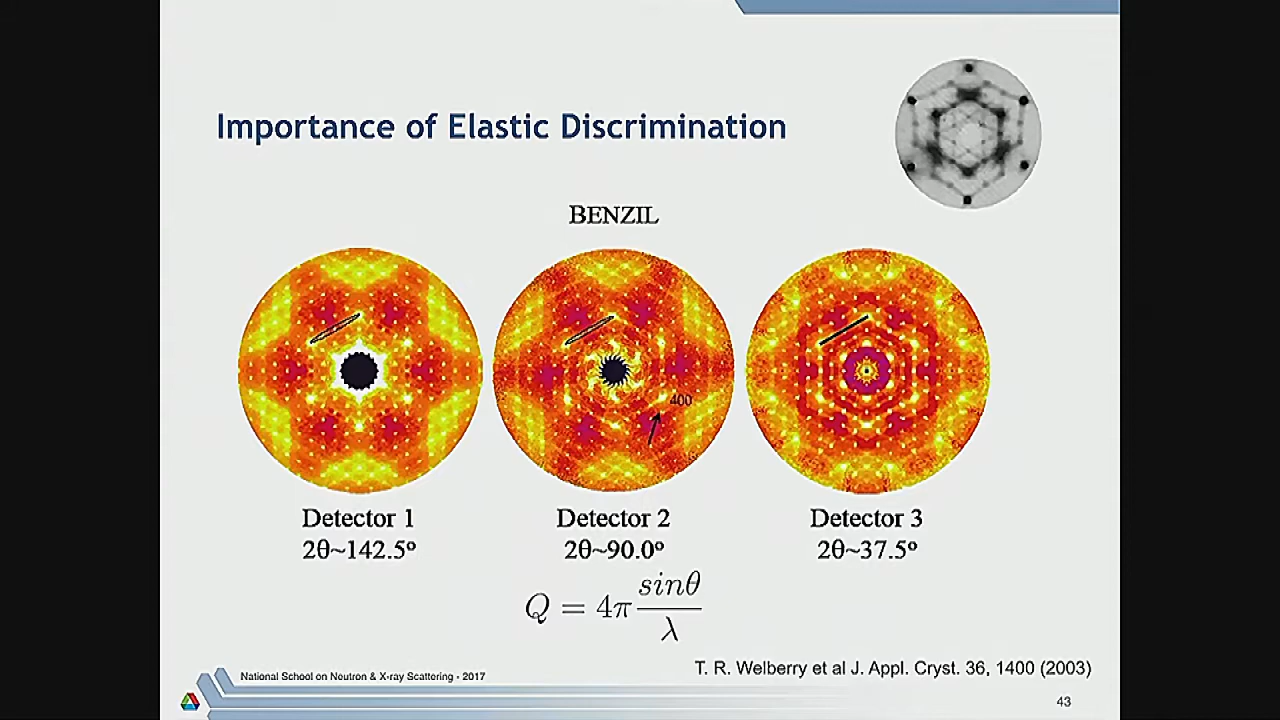 Importance of Elastic Discrimination
BENZIL
400
Detector 1
2θ~142.5º
Detector 2
2θ~90.0º
Detector 3
2θ~37.5º
Q = 4π sinθ / λ
T. R. Welberry et al J. Appl. Cryst. 36, 1400 (2003)
National School on Neutron & X-ray Scattering - 2017
43